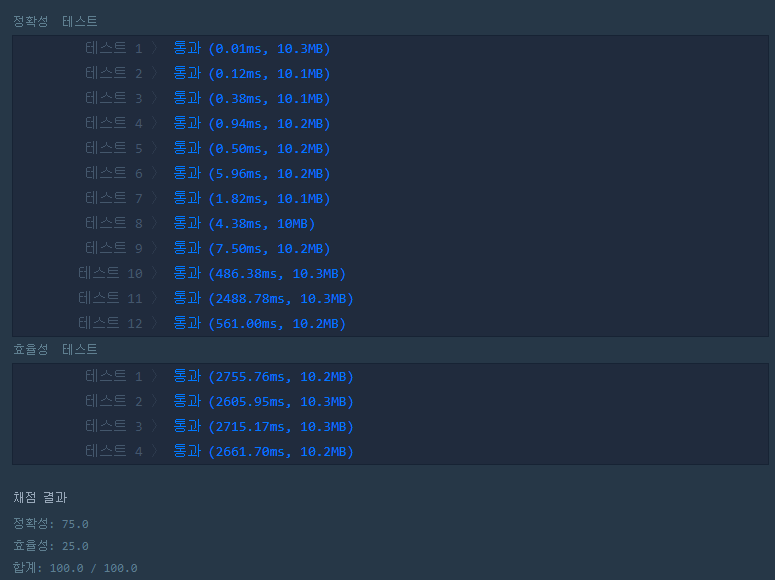 정확성 테스트
테스트 1 〉 통과 (0.01ms, 10.3MB)
테스트 2 〉 통과 (0.12ms, 10.1MB)
테스트 3 〉 통과 (0.38ms, 10.1MB)
테스트 4 〉 통과 (0.94ms, 10.2MB)
테스트 5 〉 통과 (0.50ms, 10.2MB)
테스트 6 〉 통과 (5.96ms, 10.2MB)
테스트 7 〉 통과 (1.82ms, 10.1MB)
테스트 8 〉 통과 (4.38ms, 10MB)
테스트 9 〉 통과 (7.50ms, 10.2MB)
테스트 10 〉 통과 (486.38ms, 10.3MB)
테스트 11 〉 통과 (2488.78ms, 10.3MB)
테스트 12 〉 통과 (561.00ms, 10.2MB)
효율성 테스트
테스트 1 〉 통과 (2755.76ms, 10.2MB)
테스트 2 〉 통과 (2605.95ms, 10.3MB)
테스트 3 〉 통과 (2715.17ms, 10.3MB)
테스트 4 〉 통과 (2661.70ms, 10.2MB)
채점 결과
정확성: 75.0
효율성: 25.0
합계: 100.0 / 100.0